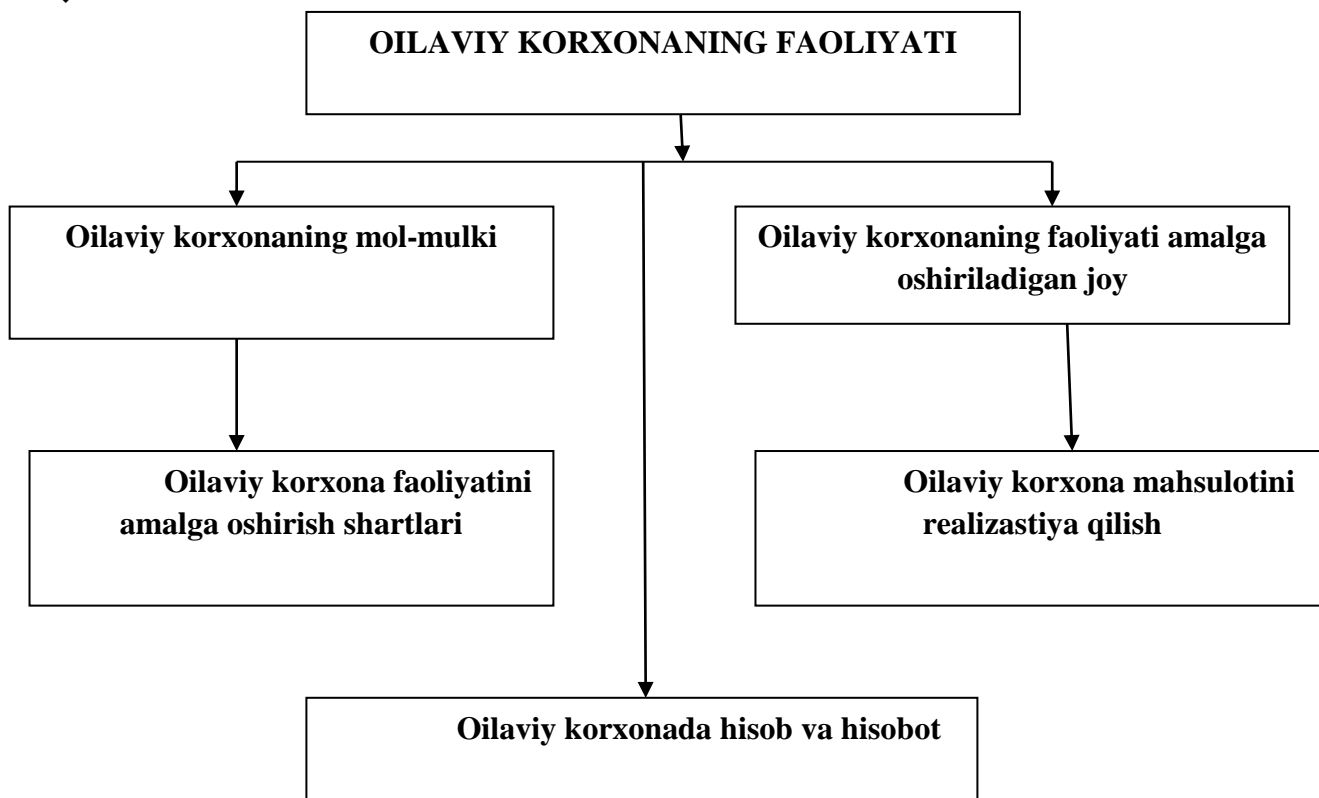 OILAVIY KORXONANING FAOLIYATI
Oilaviy korxonaning mol-mulki
Oilaviy korxonaning faoliyati amalga
oshiriladigan joy
Oilaviy korxona faoliyatini
amalga oshirish shartlari
Oilaviy korxona mahsulotini
realizastiya qilish
Oilaviy korxonada hisob va hisobot